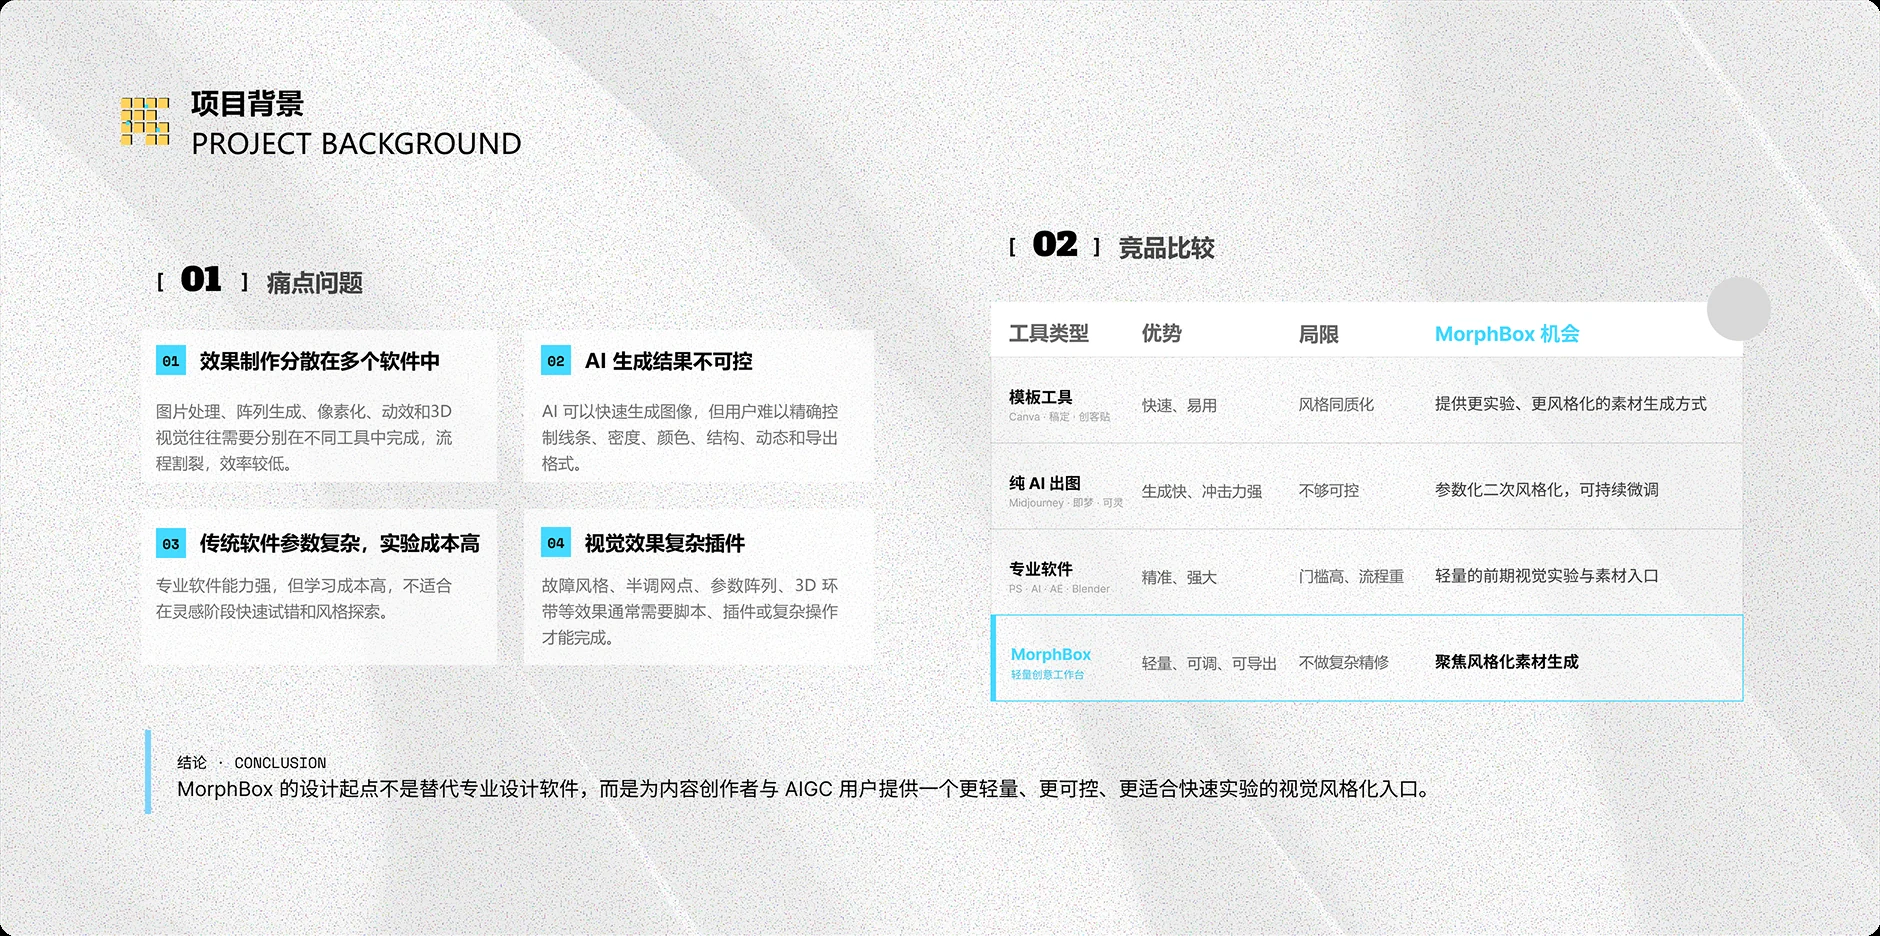 项目背景
PROJECT BACKGROUND
[ 01 ] 痛点问题
01 效果制作分散在多个软件中
图片处理、阵列生成、像素化、动效和3D
视觉往往需要分别在不同工具中完成，流
程割裂，效率较低。
02 AI 生成结果不可控
AI 可以快速生成图像，但用户难以精确控
制线条、密度、颜色、结构、动态和导出
格式。
03 传统软件参数复杂，实验成本高
专业软件能力强，但学习成本高，不适合
在灵感阶段快速试错和风格探索。
04 视觉效果复杂插件
故障风格、半调网点、参数阵列、3D 环
带等效果通常需要脚本、插件或复杂操作
才能完成。
[ 02 ] 竞品比较
工具类型 优势 局限 MorphBox 机会
模板工具 快速、易用 风格同质化 提供更实验、更风格化的素材生成方式
Canva · 稿定 · 创客贴
纯 AI 出图 生成快、冲击力强 不够可控 参数化二次风格化，可持续微调
Midjourney · 即梦 · 可灵
专业软件 精准、强大 门槛高、流程重 轻量的前期视觉实验与素材入口
PS · AI · AE · Blender
MorphBox 轻量、可调、可导出 不做复杂精修 聚焦风格化素材生成
轻量创意工作台
结论 · CONCLUSION
MorphBox 的设计起点不是替代专业设计软件，而是为内容创作者与 AIGC 用户提供一个更轻量、更可控、更适合快速实验的视觉风格化入口。